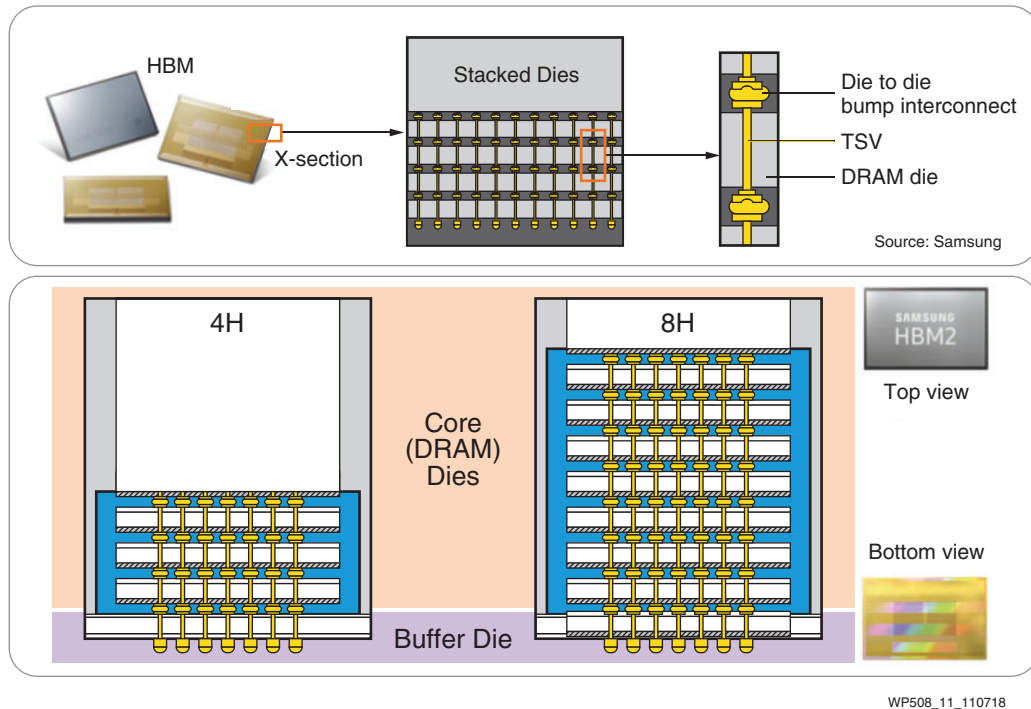 HBM
X-section
Stacked Dies
Die to die
bump interconnect
TSV
DRAM die
Source: Samsung
4H
8H
Core
(DRAM)
Dies
Buffer Die
SAMSUNG
HBM2
Top view
Bottom view
WP508_11_110718